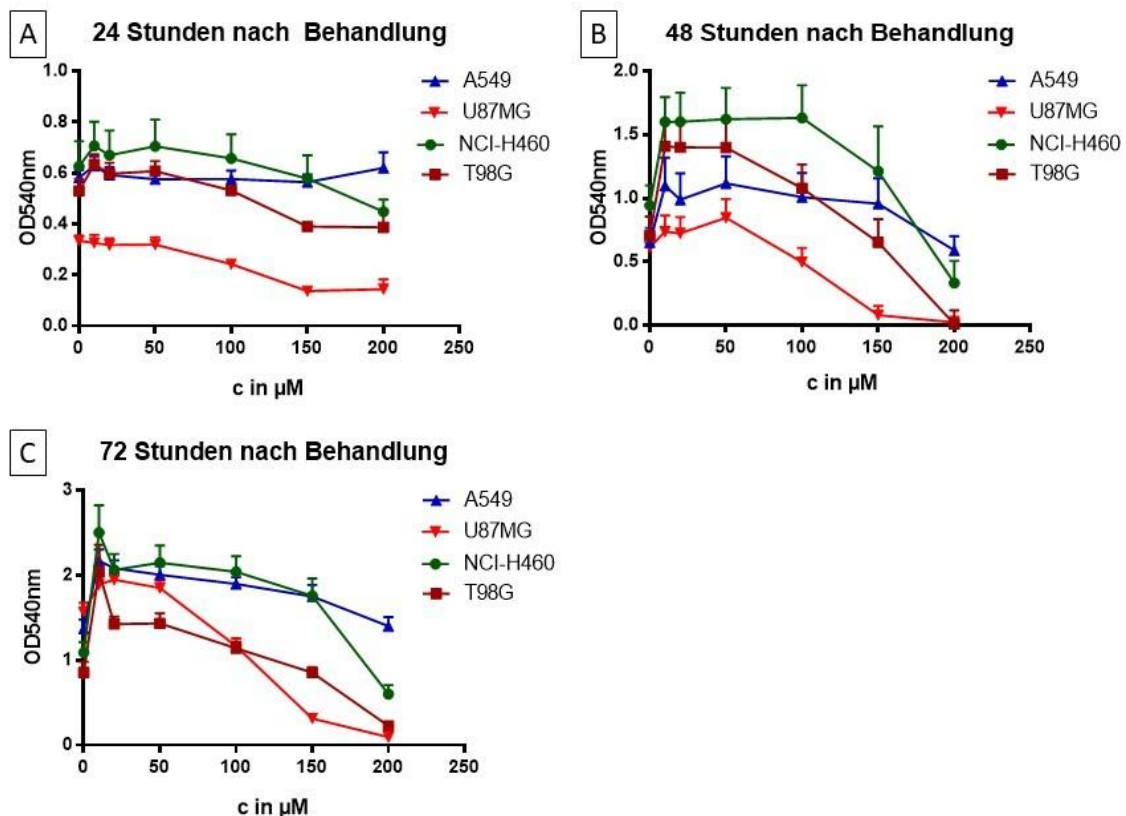 A
24 Stunden nach Behandlung
1.0
0.8
0.6
0.4
0.2
0.0
OD540nm
0
50
100
150
200
250
c in µM
A549
U87MG
NCI-H460
T98G
B
48 Stunden nach Behandlung
2.0
1.5
1.0
0.5
0.0
OD540nm
0
50
100
150
200
250
c in µM
A549
U87MG
NCI-H460
T98G
C
72 Stunden nach Behandlung
3
2
1
0
OD540nm
0
50
100
150
200
250
c in µM
A549
U87MG
NCI-H460
T98G